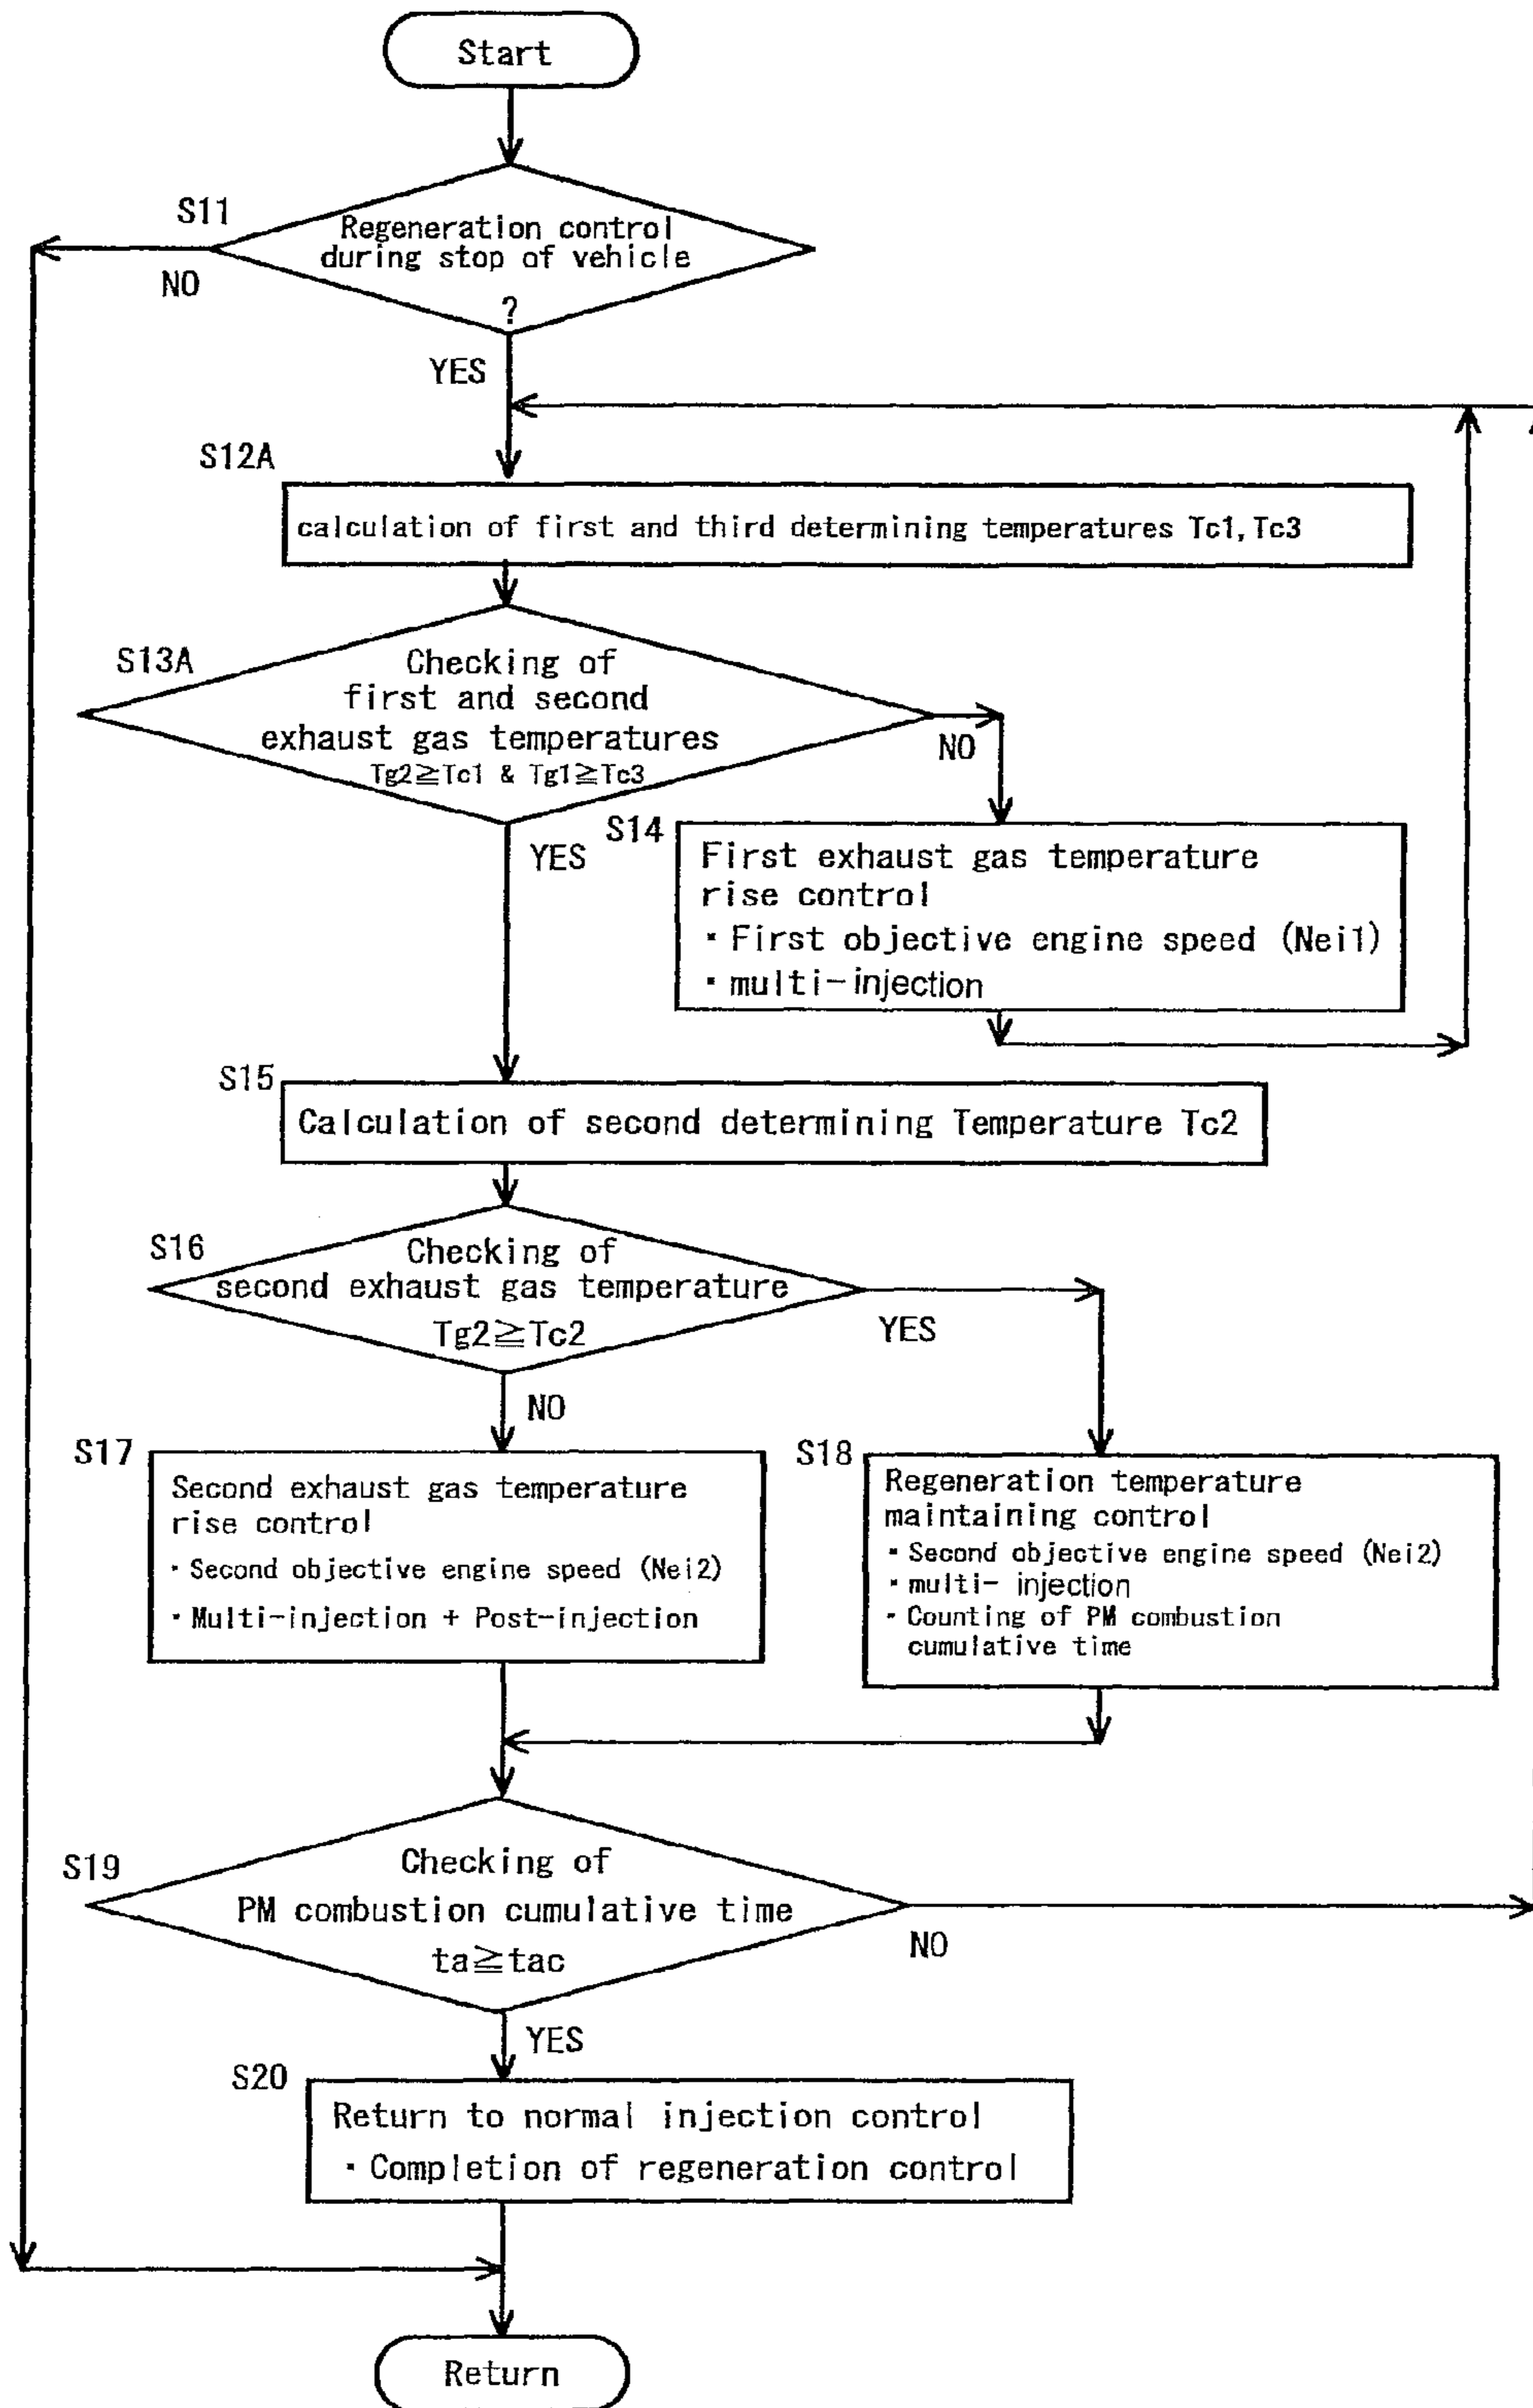 Start
S11
Regeneration control
during stop of vehicle
?
NO
YES
S12A
calculation of first and third determining temperatures Tc1,Tc3
S13A
Checking of
first and second
exhaust gas temperatures
Tg2≧Tc1 & Tg1≧Tc3
NO
YES
S14
First exhaust gas temperature
rise control
・First objective engine speed (Nei1)
・multi-injection
S15
Calculation of second determining Temperature Tc2
S16
Checking of
second exhaust gas temperature
Tg2≧Tc2
YES
NO
S17
Second exhaust gas temperature
rise control
・Second objective engine speed (Nei2)
・Multi-injection + Post-injection
S18
Regeneration temperature
maintaining control
・Second objective engine speed (Nei2)
・multi- injection
・Counting of PM combustion
cumulative time
S19
Checking of
PM combustion cumulative time
ta≧tac
NO
YES
S20
Return to normal injection control
・Completion of regeneration control
Return